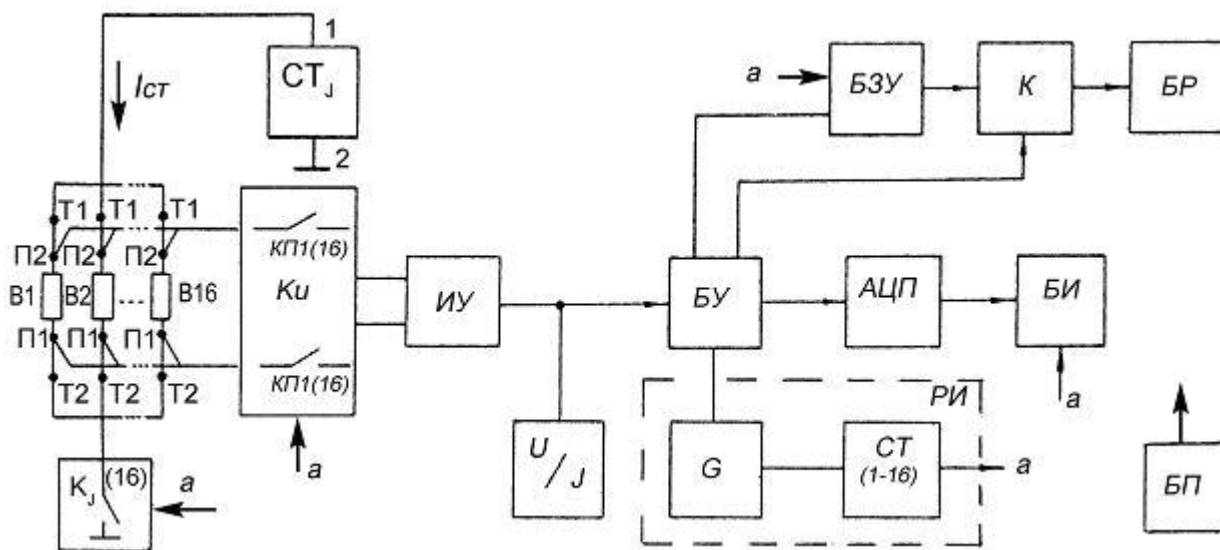 1
СТJ
2
Iст
Т1 Т1 Т1
П2 П2 П2
В1 В2 ... В16
П1 П1 П1
Т2 Т2 Т2
KJ (16)
а
КП1(16)
Ки
КП1(16)
а
ИУ
U/J
а
БЗУ
К
БР
БУ
АЦП
БИ
а
РИ
G
СТ
(1-16)
а
БП